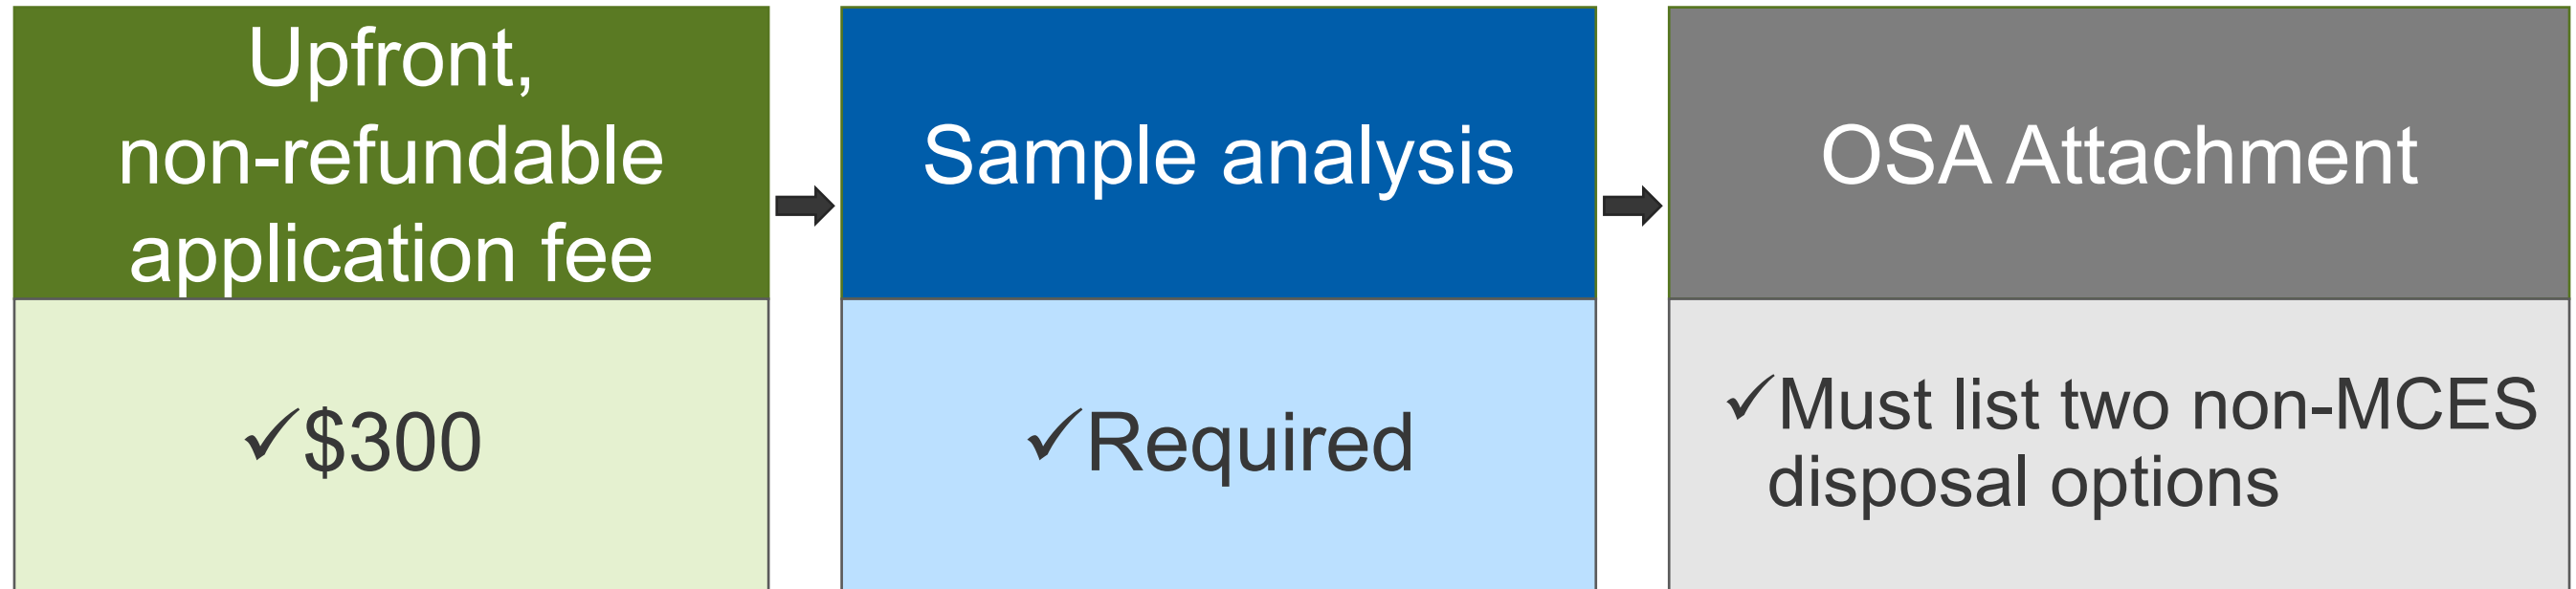 Upfront,
non-refundable
application fee
✓$300
Sample analysis
✓Required
OSA Attachment
✓Must list two non-MCES
disposal options